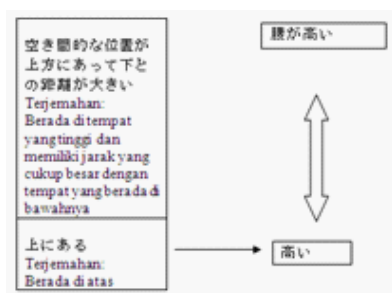 空き間的な位置が
上方にあって下と
の距離が大きい
Terjemahan:
Berada di tempat
yang tinggi dan
memiliki jarak yang
cukup besar dengan
tempat yang berada di
bawahnya
上にある
Terjemahan:
Berada di atas
腰が高い
高い